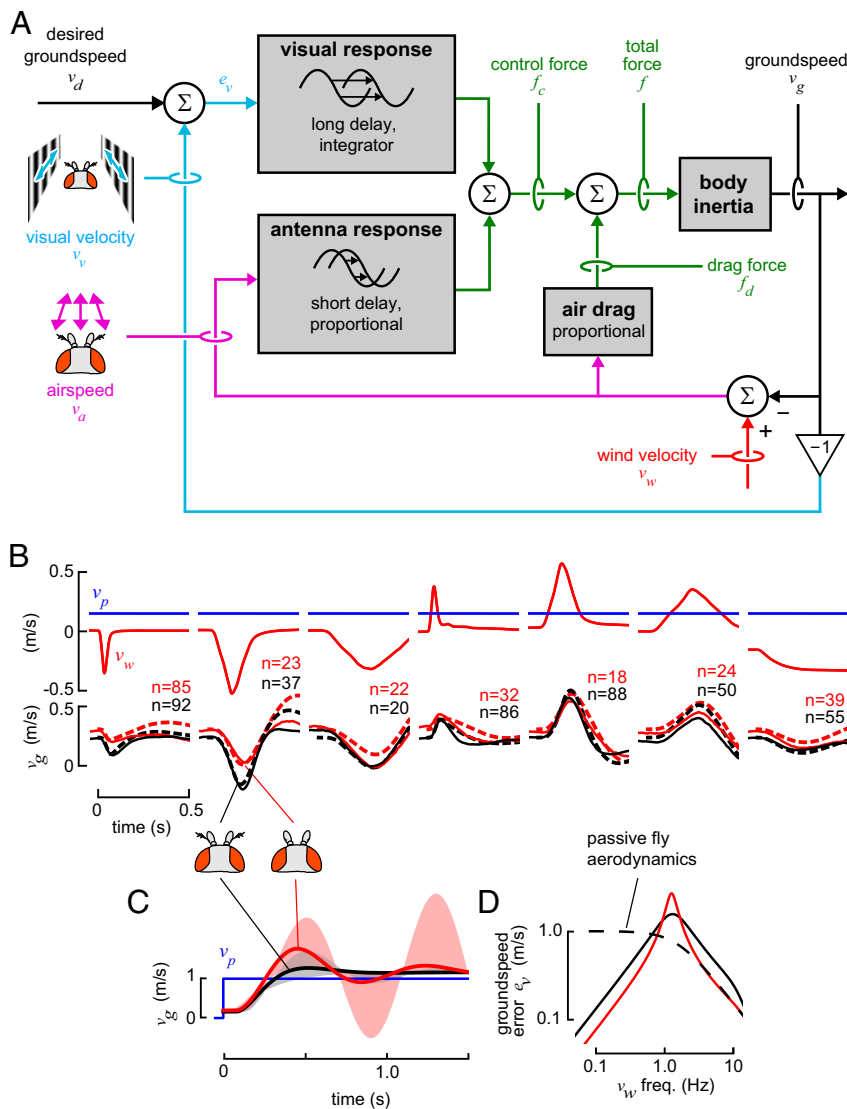 A
desired
groundspeed
v_d
e_v
visual response
long delay,
integrator
control force
f_c
total
force
f
groundspeed
v_g
Σ
Σ
Σ
body
inertia
visual velocity
v_v
antenna response
short delay,
proportional
drag force
f_d
air drag
proportional
airspeed
v_a
Σ
−
+
−1
wind velocity
v_w
B
0.5
0
-0.5
(m/s)
v_p
v_w
n=85
n=92
n=23
n=37
n=22
n=20
n=32
n=86
n=18
n=88
n=24
n=50
n=39
n=55
0.5
0
v_g (m/s)
0 0.5
time (s)
C
v_p
1
0
v_g (m/s)
0 1.0
time (s)
D
passive fly
aerodynamics
1.0
0.1
groundspeed
error e_v (m/s)
0.1 1.0 10
v_w freq. (Hz)